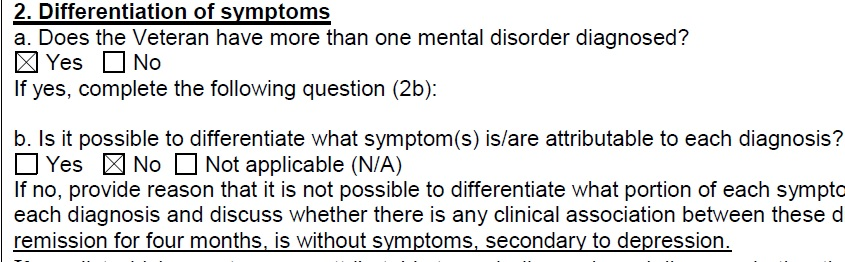 2. Differentiation of symptoms
a. Does the Veteran have more than one mental disorder diagnosed?
☒ Yes ☐ No
If yes, complete the following question (2b):
b. Is it possible to differentiate what symptom(s) is/are attributable to each diagnosis?
☐ Yes ☒ No ☐ Not applicable (N/A)
If no, provide reason that it is not possible to differentiate what portion of each sympto
each diagnosis and discuss whether there is any clinical association between these d
remission for four months, is without symptoms, secondary to depression.